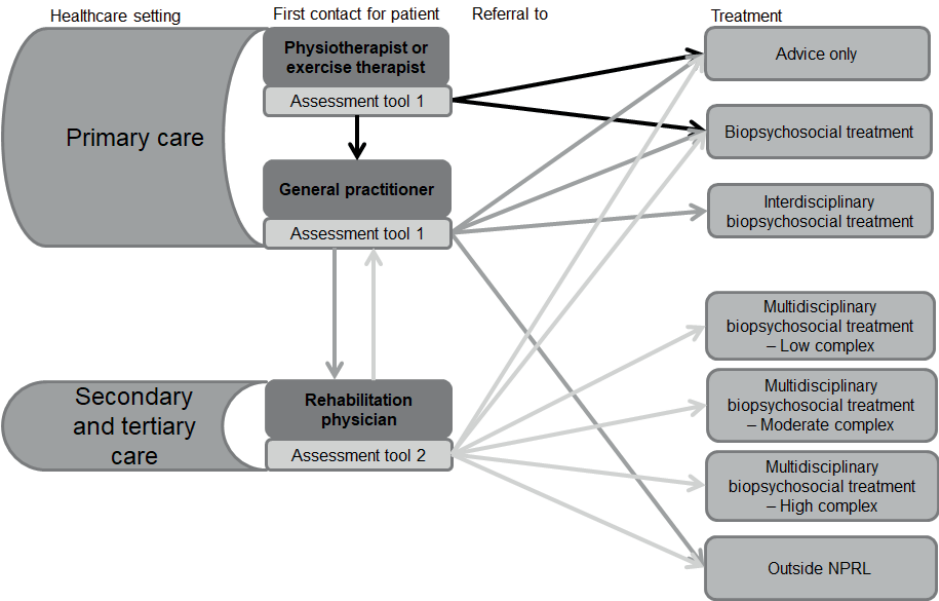 Healthcare setting
First contact for patient
Referral to
Treatment
Primary care
Physiotherapist or
exercise therapist
Assessment tool 1
General practitioner
Assessment tool 1
Secondary
and tertiary
care
Rehabilitation
physician
Assessment tool 2
Advice only
Biopsychosocial treatment
Interdisciplinary
biopsychosocial treatment
Multidisciplinary
biopsychosocial treatment
– Low complex
Multidisciplinary
biopsychosocial treatment
– Moderate complex
Multidisciplinary
biopsychosocial treatment
– High complex
Outside NPRL